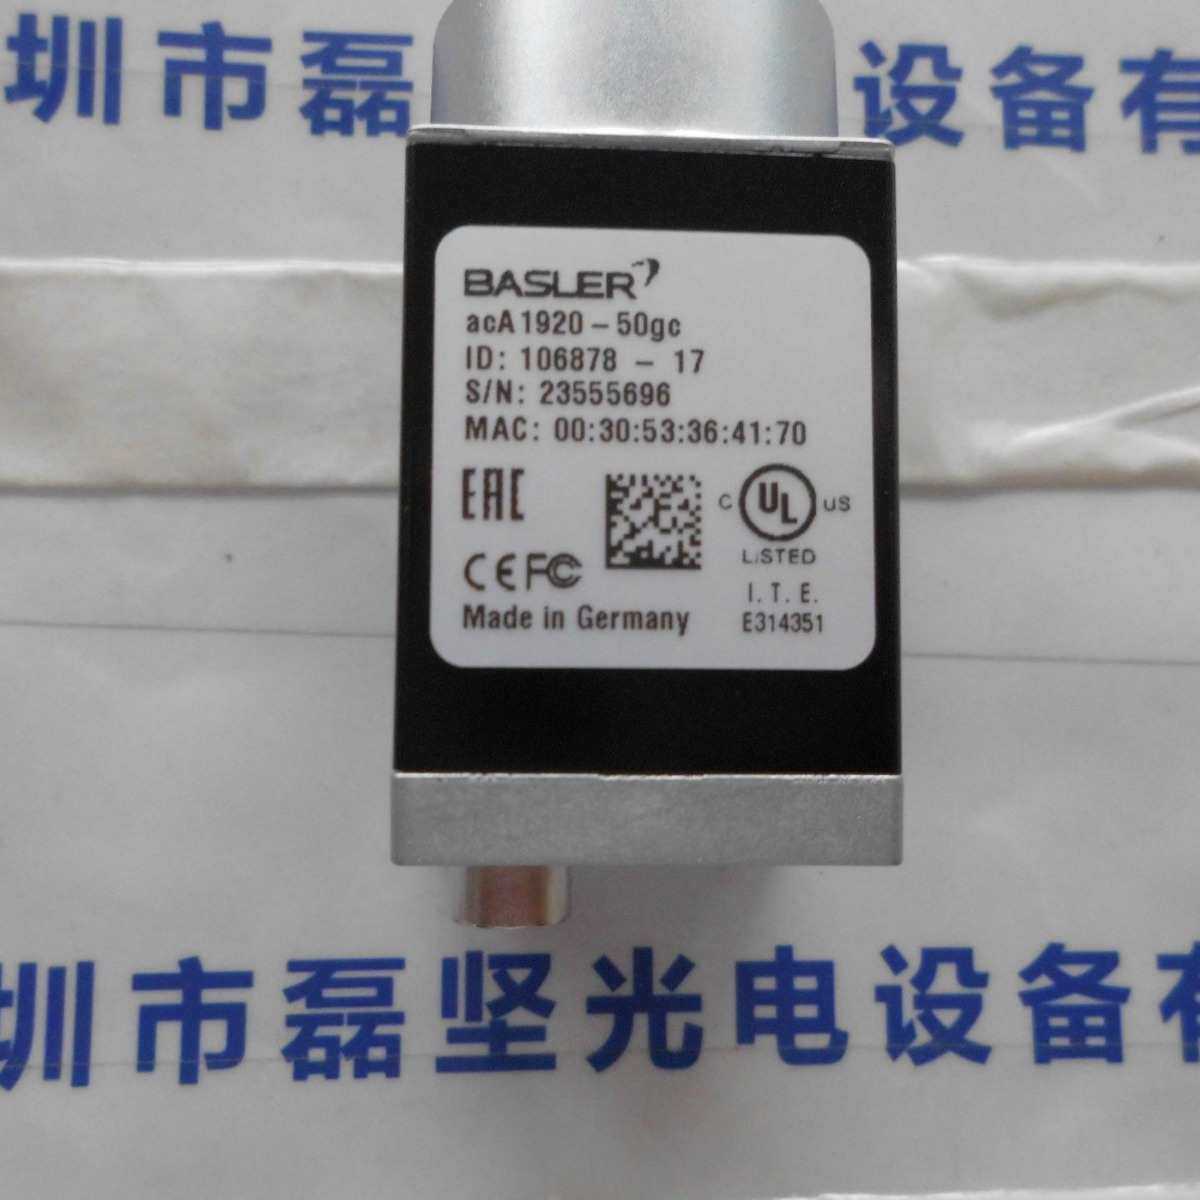 圳市磊 设备有
BASLER
acA1920-50gc
ID: 106878 - 17
S/N: 23555696
MAC: 00:30:53:36:41:70
EAC
C UL US
LISTED
CE FC
I. T. E.
Made in Germany
E314351
圳市磊坚光电设备有